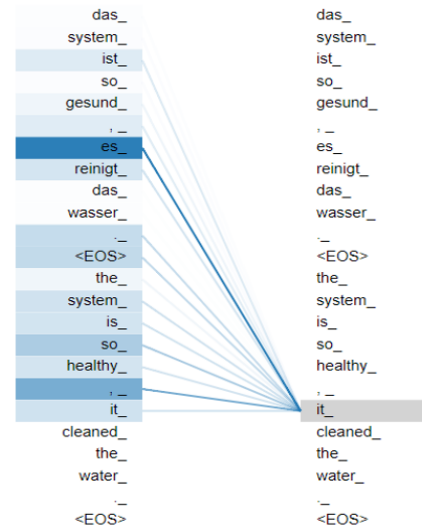 das_ das_
system_ system_
ist_ ist_
so_ so_
gesund_ gesund_
,_ ,_
es_ es_
reinigt_ reinigt_
das_ das_
wasser_ wasser_
._ ._
<EOS> <EOS>
the_ the_
system_ system_
is_ is_
so_ so_
healthy_ healthy_
,_ ,_
it_ it_
cleaned_ cleaned_
the_ the_
water_ water_
._ ._
<EOS> <EOS>